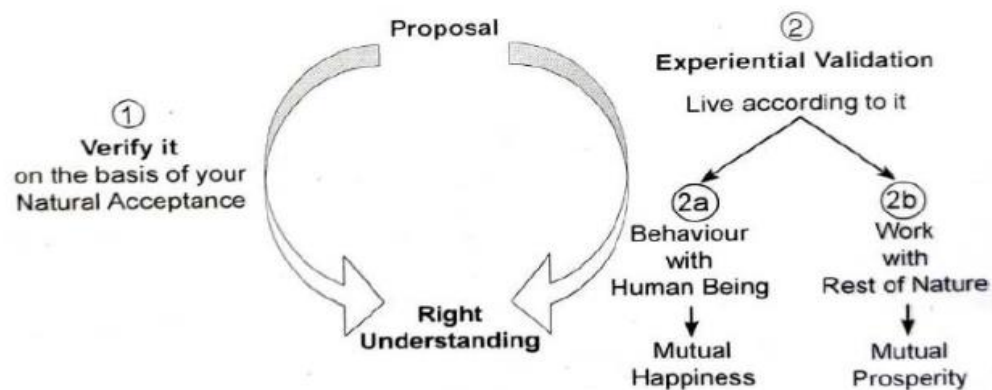 Proposal
①
Verify it
on the basis of your
Natural Acceptance
Right
Understanding
②
Experiential Validation
Live according to it
2a
Behaviour
with
Human Being
Mutual
Happiness
2b
Work
with
Rest of Nature
Mutual
Prosperity